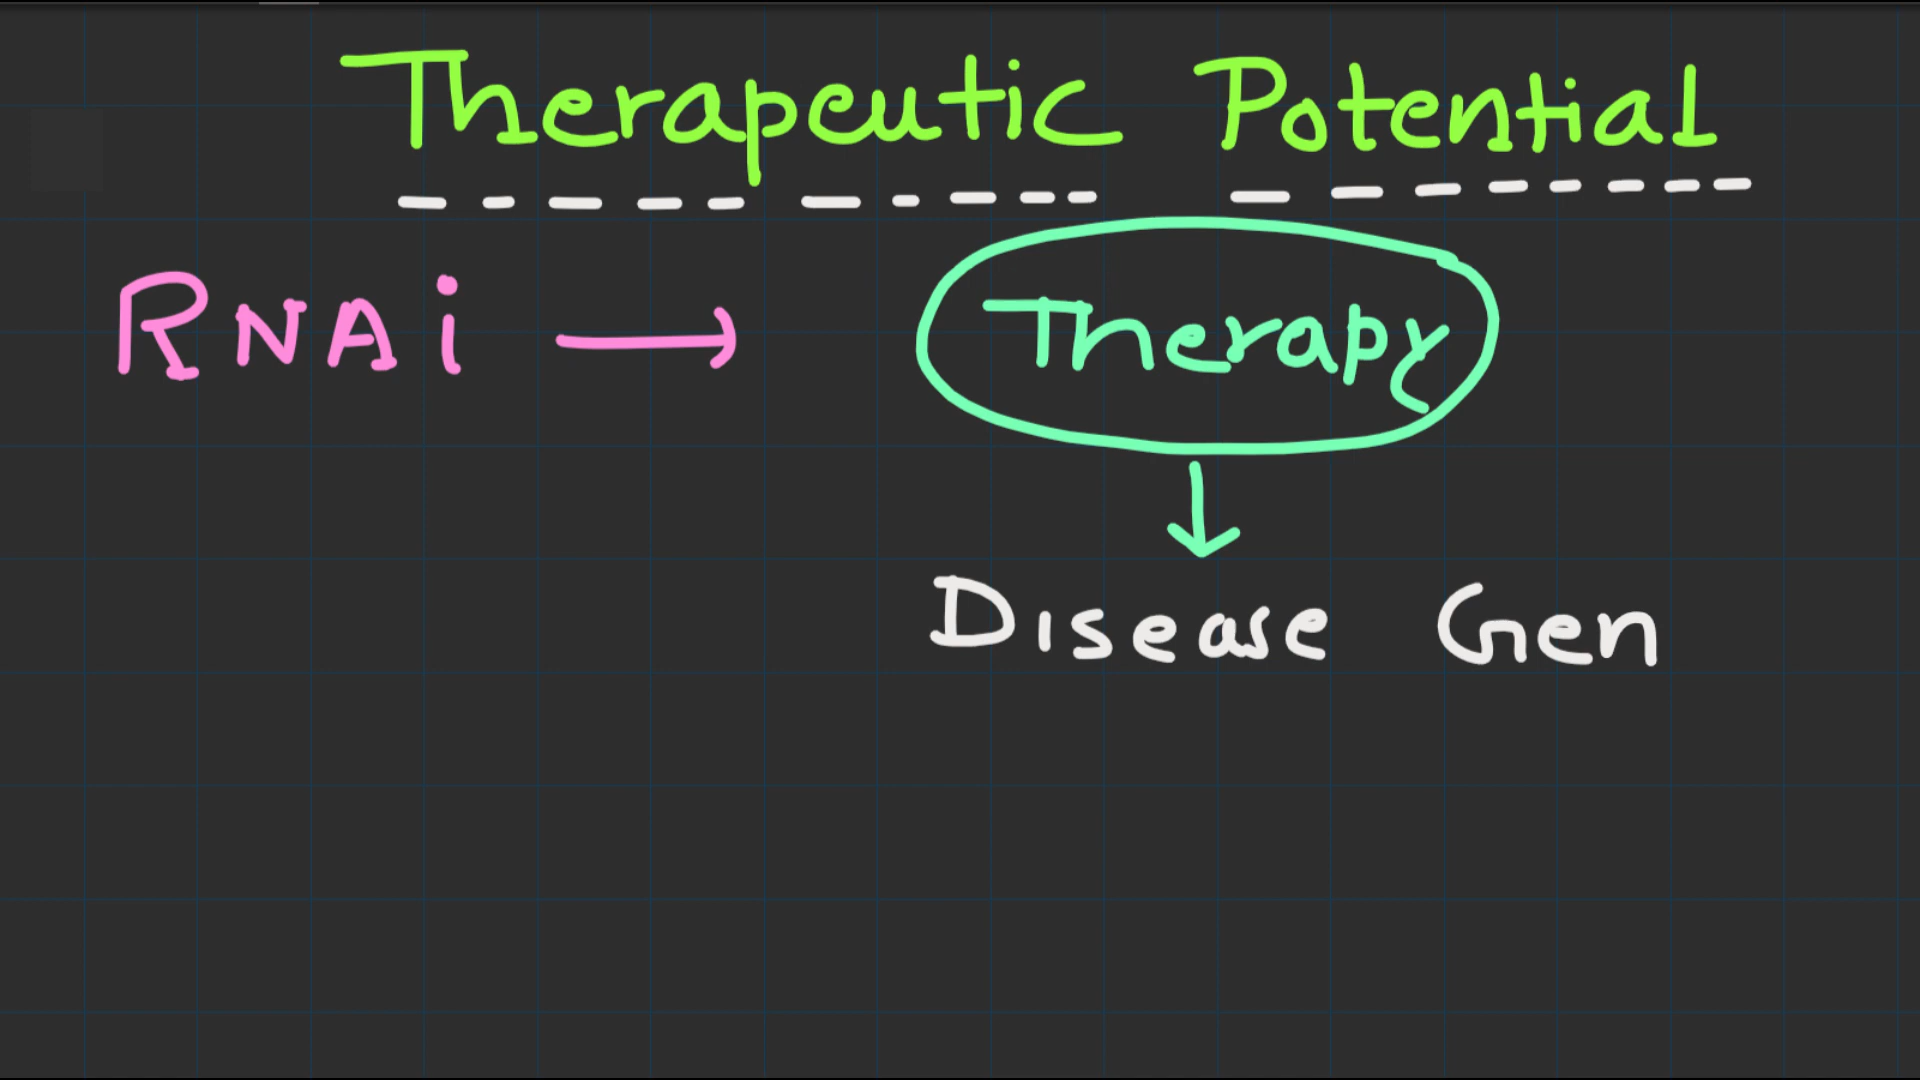 Therapeutic Potential
RNAi → Therapy
↓
Disease Gen